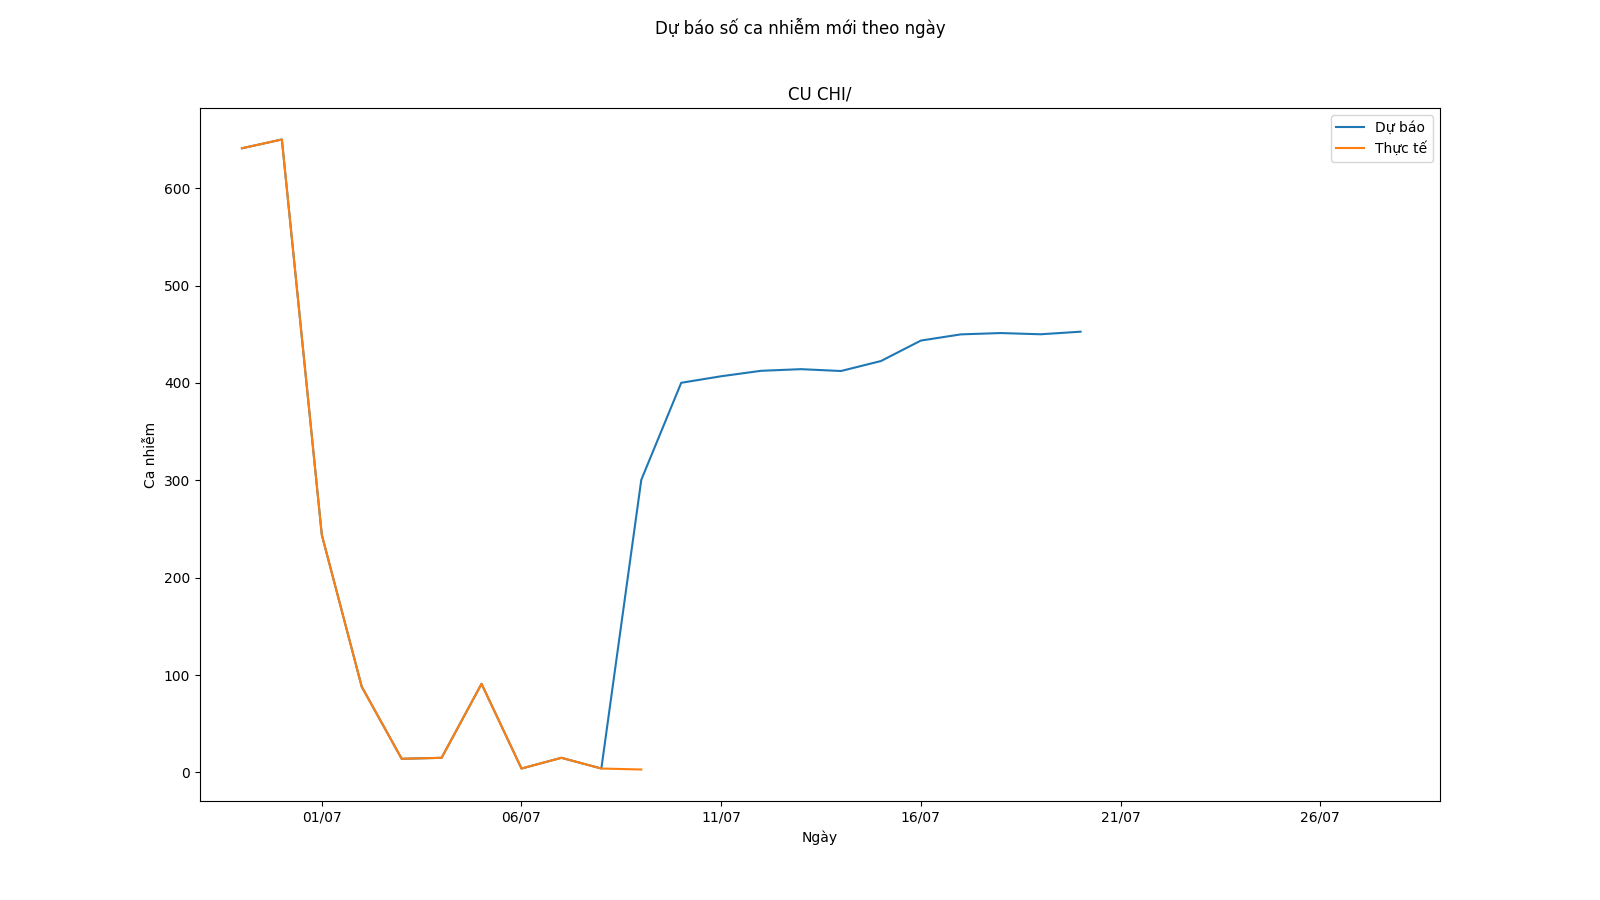 Dự báo số ca nhiễm mới theo ngày
CU CHI/
Dự báo
Thực tế
600
500
400
300
200
100
0
Ca nhiễm
01/07
06/07
11/07
16/07
21/07
26/07
Ngày